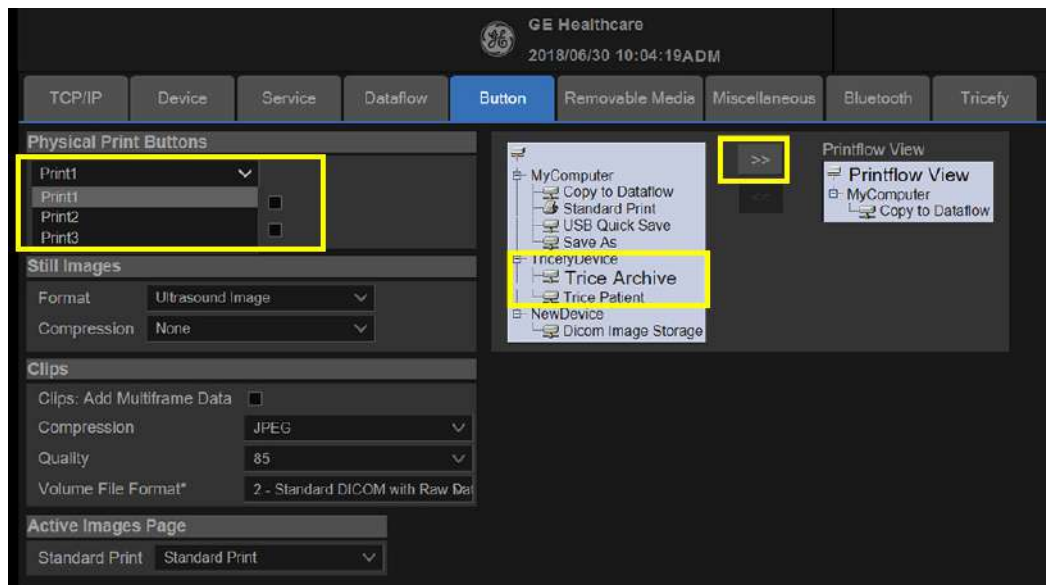 GE Healthcare
2018/06/30 10:04:19ADM
TCP/IP Device Service Dataflow Button Removable Media Miscellaneous Bluetooth Tricefy
Physical Print Buttons
Print1
Print1
Print2
Print3
Still Images
Format Ultrasound Image
Compression None
Clips
Clips: Add Multiframe Data
Compression JPEG
Quality 85
Volume File Format* 2 - Standard DICOM with Raw Dat
Active Images Page
Standard Print Standard Print
MyComputer
Copy to Dataflow
Standard Print
USB Quick Save
Save As
TricefyDevice
Trice Archive
Trice Patient
NewDevice
Dicom Image Storage
>>
<<
Printflow View
Printflow View
MyComputer
Copy to Dataflow